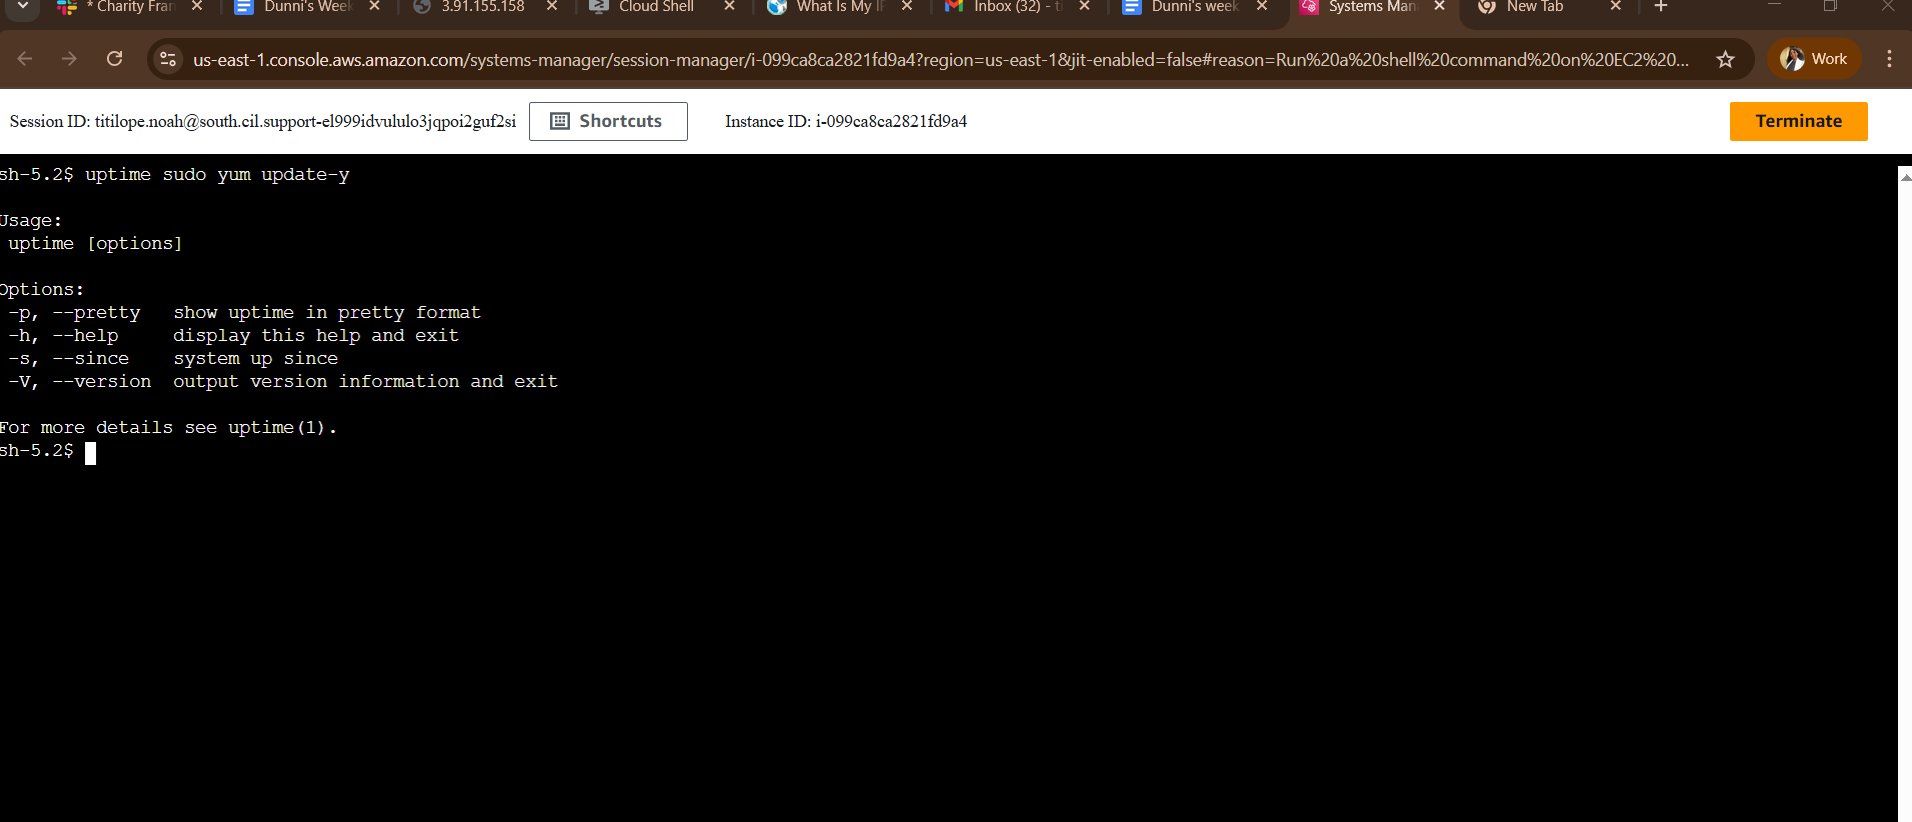 * Charity Fran
Dunni's Week
3.91.155.158
Cloud Shell
What Is My IP
Inbox (32) - ti
Dunni's week
Systems Man
New Tab
us-east-1.console.aws.amazon.com/systems-manager/session-manager/i-099ca8ca2821fd9a4?region=us-east-1&jit-enabled=false#reason=Run%20a%20shell%20command%20on%20EC2%20...
Work
Session ID: titilope.noah@south.cil.support-el999idvululo3jqpoi2guf2si
Shortcuts
Instance ID: i-099ca8ca2821fd9a4
Terminate
sh-5.2$ uptime sudo yum update-y
Usage:
uptime [options]
Options:
-p, --pretty   show uptime in pretty format
-h, --help     display this help and exit
-s, --since    system up since
-V, --version  output version information and exit
For more details see uptime(1).
sh-5.2$